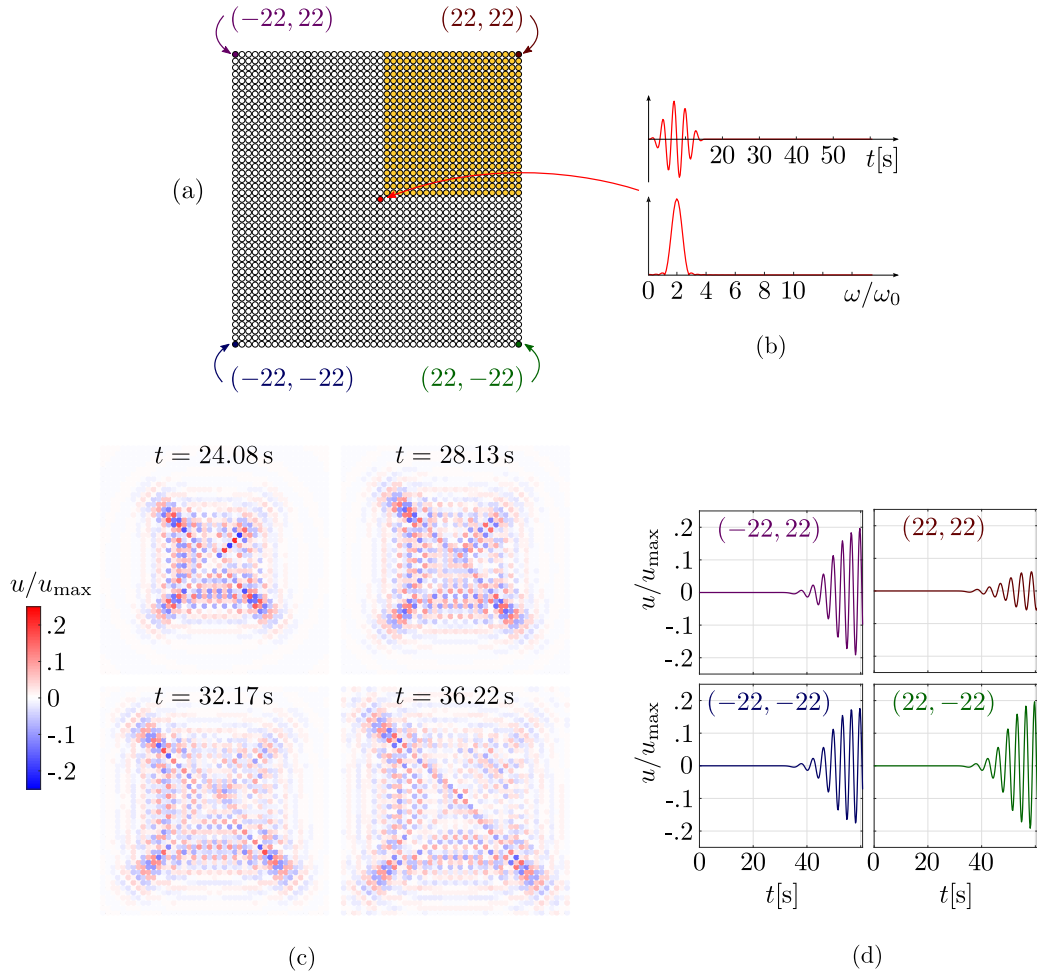 (−22, 22)
(22, 22)
(a)
(−22, −22)
(22, −22)
20 30 40 50 t[s]
0 2 4 6 8 10 ω/ω₀
(b)
t = 24.08 s
t = 28.13 s
u/uₘₐₓ
.2
.1
0
-.1
-.2
t = 32.17 s
t = 36.22 s
(c)
u/uₘₐₓ
.2
.1
0
-.1
-.2
(−22, 22)
(22, 22)
u/uₘₐₓ
.2
.1
0
-.1
-.2
(−22, −22)
(22, −22)
0 20 40
20 40
t[s]
t[s]
(d)